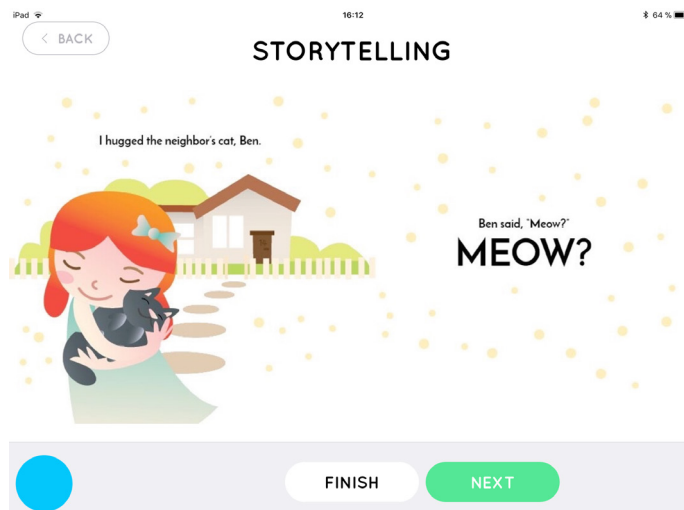 iPad 16:12 64 %
< BACK
STORYTELLING
I hugged the neighbor's cat, Ben.
Ben said, "Meow?"
MEOW?
FINISH NEXT